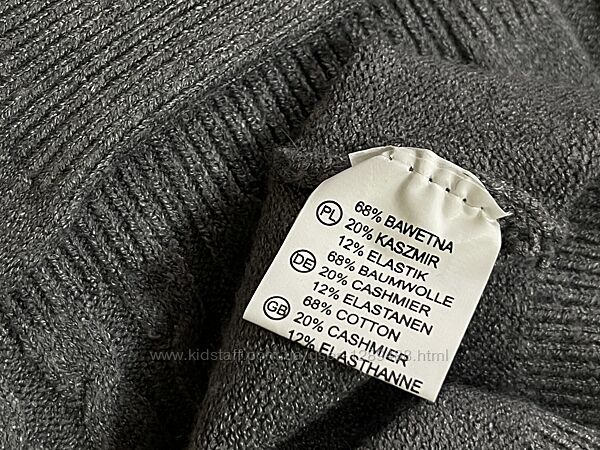 PL 68% BAWETNA
20% KASZMIR
12% ELASTIK
DE 68% BAUMWOLLE
20% CASHMIER
12% ELASTANEN
GB 68% COTTON
20% CASHMIER
12% ELASTHANNE